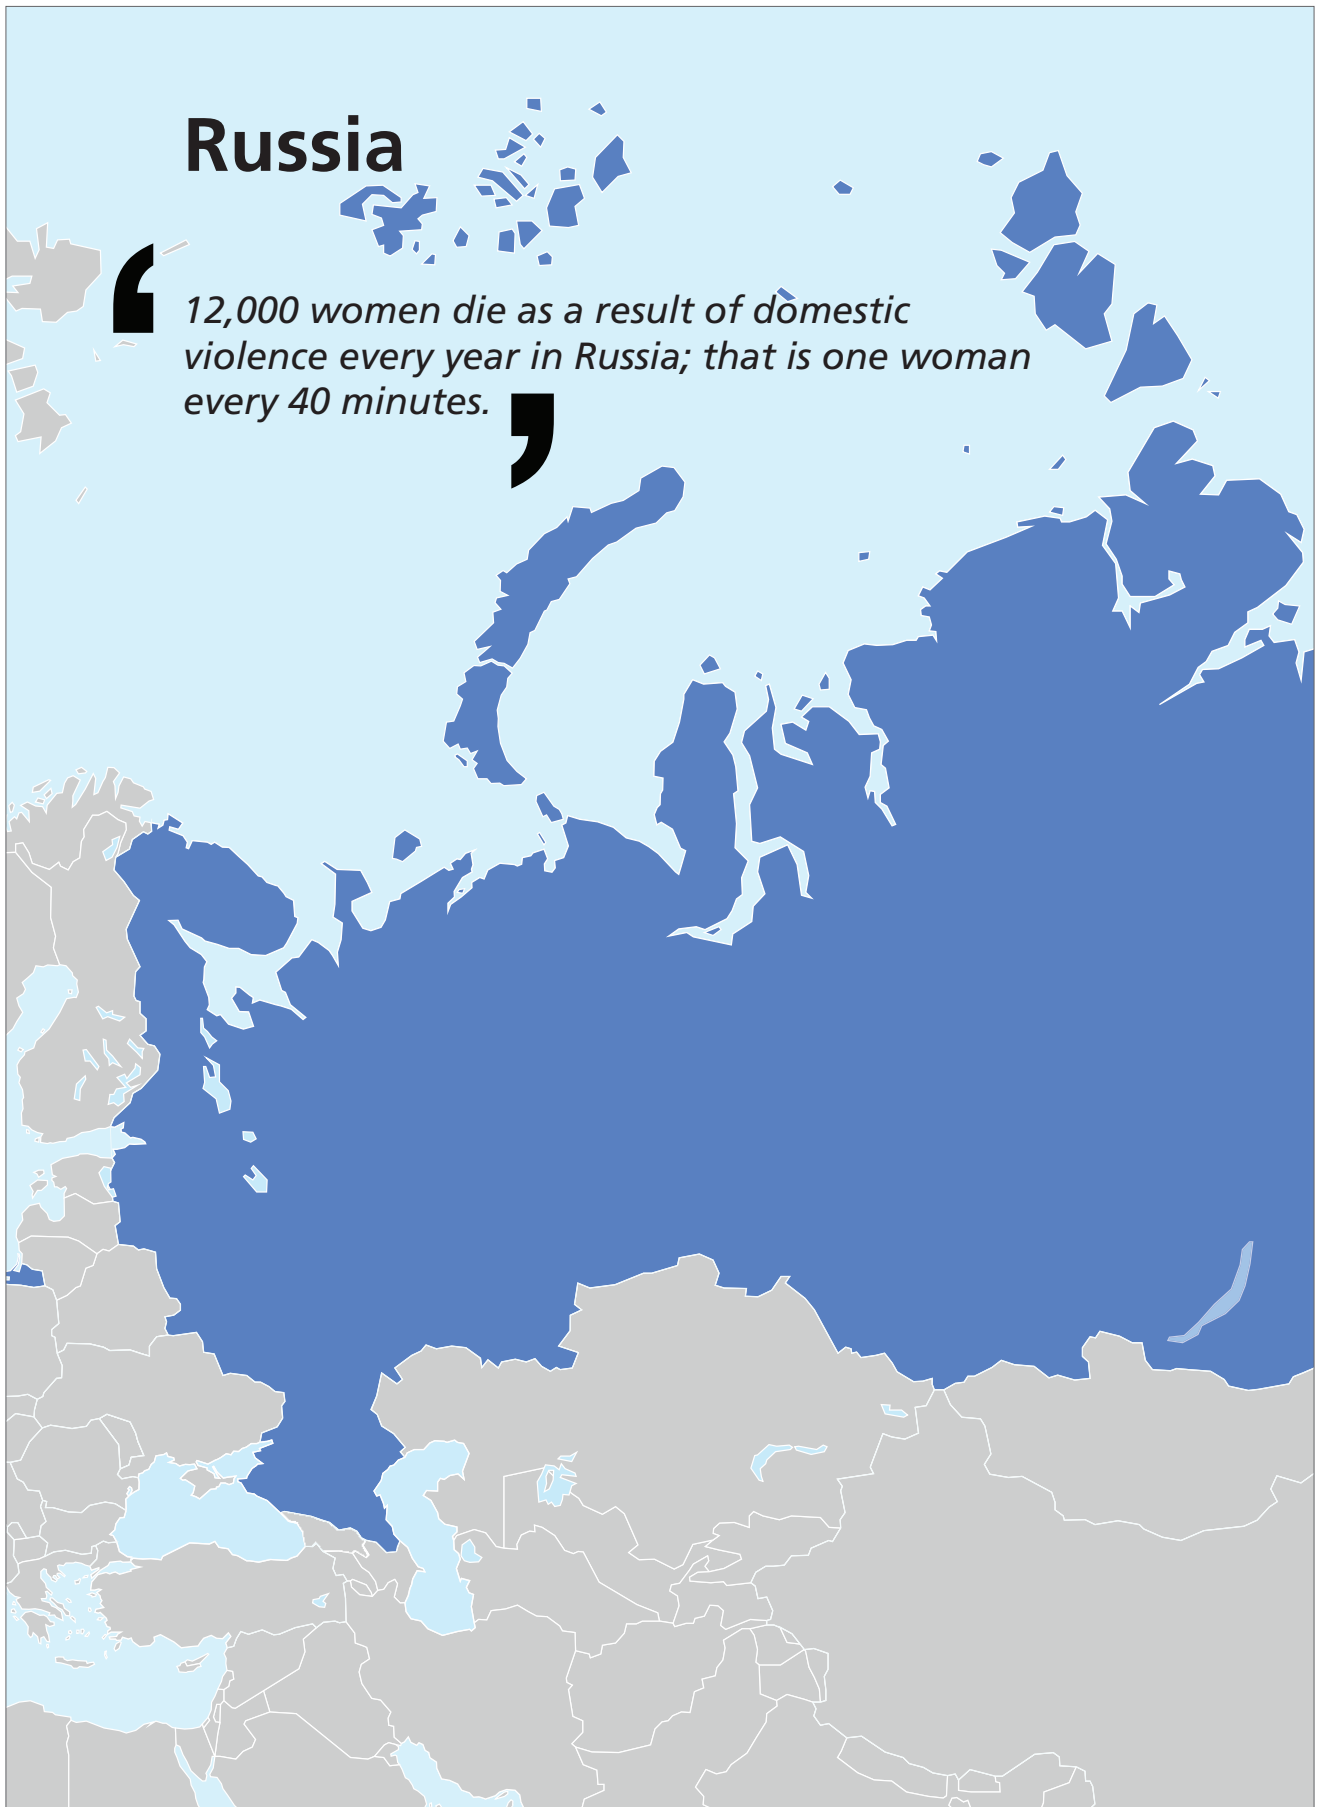 Russia
‘
12,000 women die as a result of domestic
violence every year in Russia; that is one woman
every 40 minutes. ’